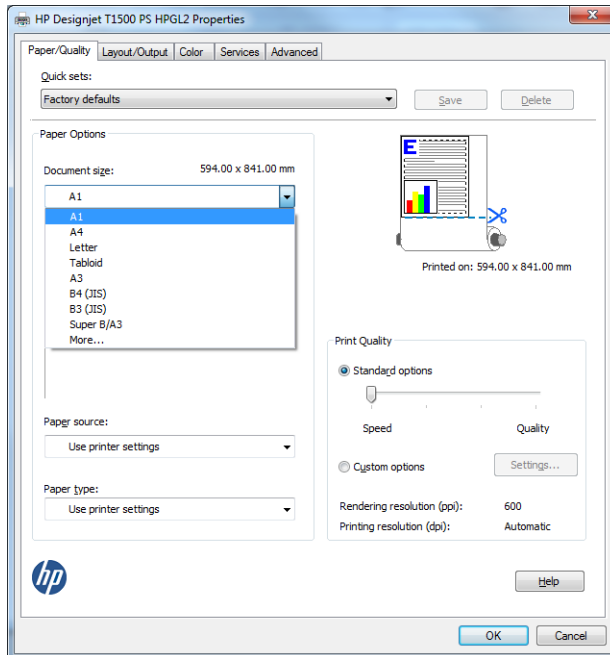 HP Designjet T1500 PS HPGL2 Properties
Paper/Quality Layout/Output Color Services Advanced
Quick sets:
Factory defaults Save Delete
Paper Options
Document size: 594.00 x 841.00 mm
A1
A1
A4
Letter
Tabloid
A3
B4 (JIS)
B3 (JIS)
Super B/A3
More...
Paper source:
Use printer settings
Paper type:
Use printer settings
E
Printed on: 594.00 x 841.00 mm
Print Quality
Standard options
Speed Quality
Custom options Settings...
Rendering resolution (ppi): 600
Printing resolution (dpi): Automatic
hp
Help
OK Cancel